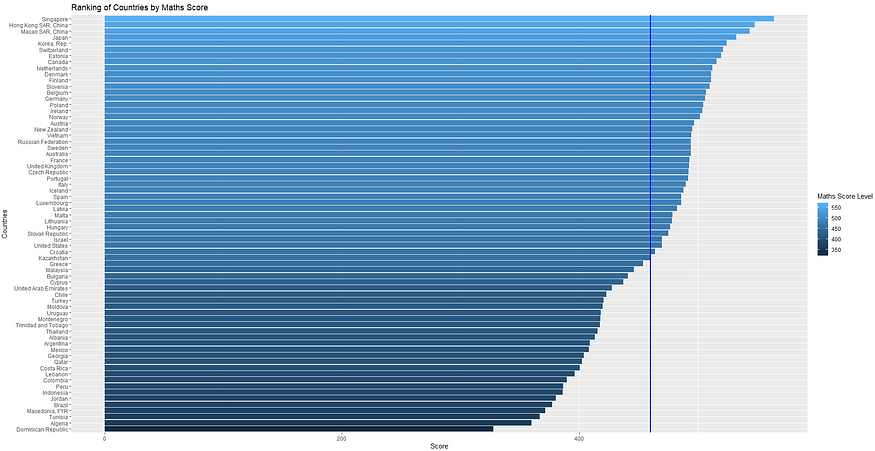 Ranking of Countries by Maths Score
Singapore
Hong Kong SAR, China
Macao SAR, China
Japan
Korea, Rep.
Switzerland
Estonia
Canada
Netherlands
Denmark
Finland
Slovenia
Belgium
Germany
Poland
Ireland
Norway
Austria
New Zealand
Vietnam
Russian Federation
Sweden
Australia
France
United Kingdom
Czech Republic
Portugal
Italy
Iceland
Spain
Luxembourg
Latvia
Malta
Lithuania
Hungary
Slovak Republic
Israel
United States
Croatia
Kazakhstan
Greece
Malaysia
Bulgaria
Cyprus
United Arab Emirates
Chile
Turkey
Moldova
Uruguay
Montenegro
Trinidad and Tobago
Thailand
Albania
Argentina
Mexico
Georgia
Qatar
Costa Rica
Lebanon
Colombia
Peru
Indonesia
Jordan
Brazil
Macedonia, FYR
Tunisia
Algeria
Dominican Republic
Countries
0 200 400
Score
Maths Score Level
550
500
450
400
350